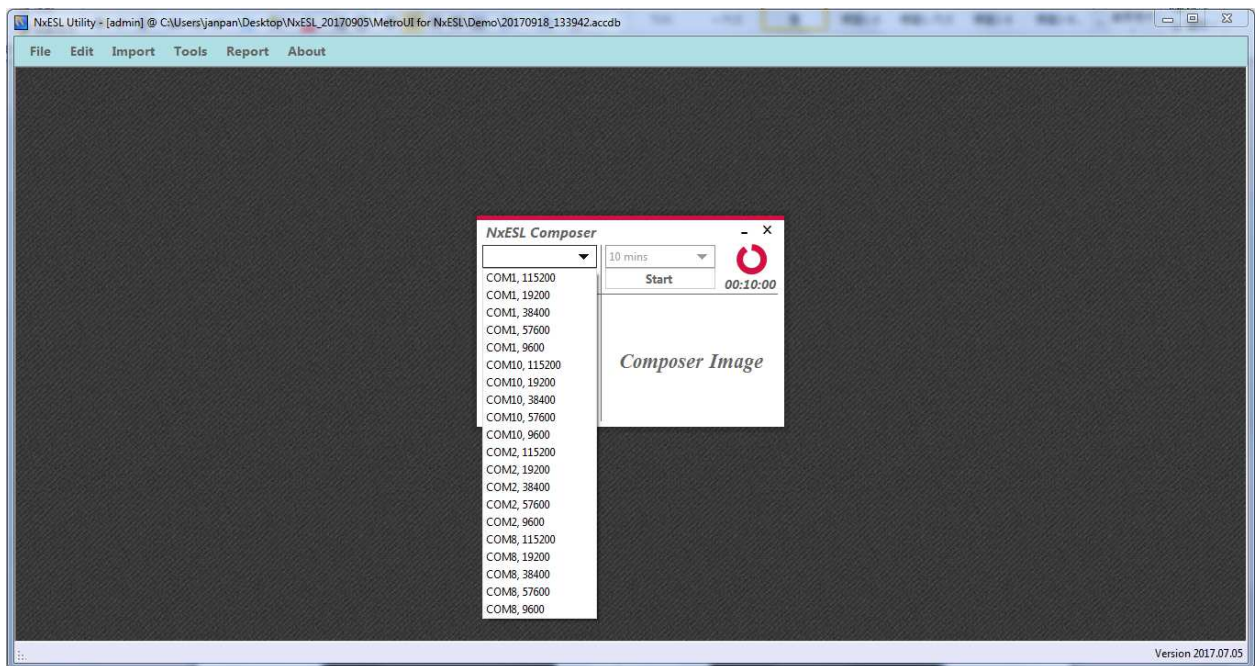 NxESL Utility - [admin] @ C:\Users\janpan\Desktop\NxESL_20170905\MetroUI for NxESL\Demo\20170918_133942.accdb
File Edit Import Tools Report About
NxESL Composer
10 mins
Start
00:10:00
COM1, 115200
COM1, 19200
COM1, 38400
COM1, 57600
COM1, 9600
COM10, 115200
COM10, 19200
COM10, 38400
COM10, 57600
COM10, 9600
COM2, 115200
COM2, 19200
COM2, 38400
COM2, 57600
COM2, 9600
COM8, 115200
COM8, 19200
COM8, 38400
COM8, 57600
COM8, 9600
Composer Image
Version 2017.07.05